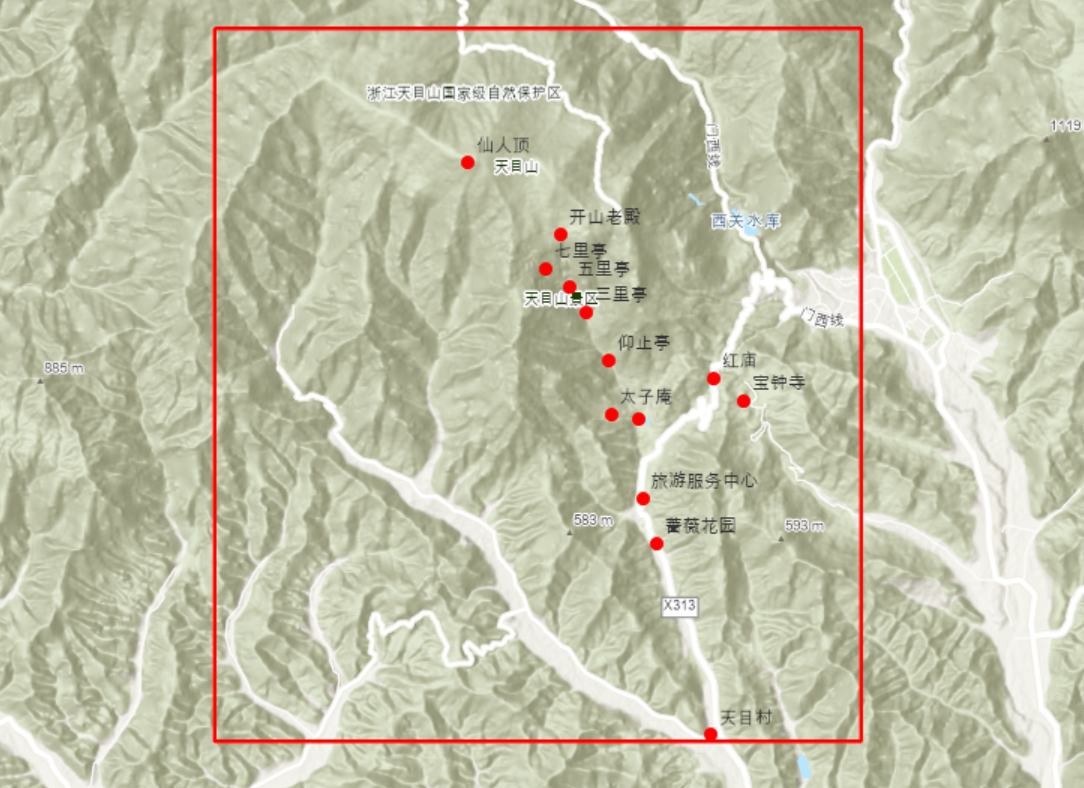 浙江天目山国家级自然保护区
1119
门西线
仙人顶
天目山
开山老殿
西关水库
七里亭
五里亭
三里亭
天目山景区
门西线
仰止亭
红庙
885 m
宝钟寺
太子庵
旅游服务中心
583 m
蔷薇花园
593 m
X313
天目村